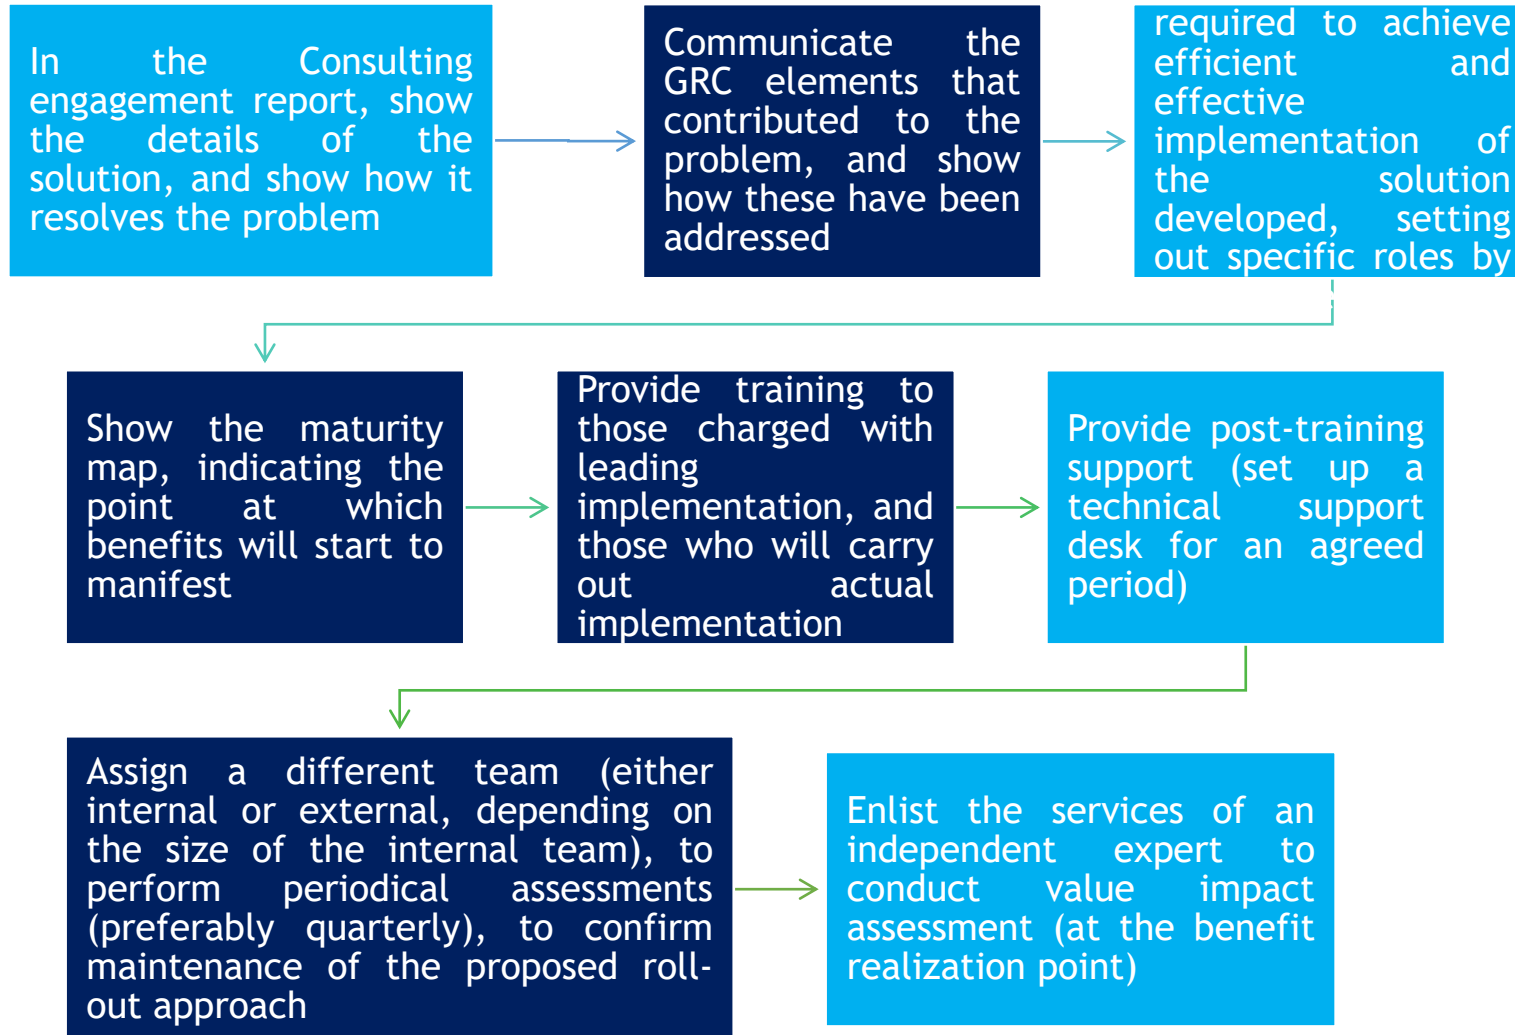 In the Consulting
engagement report, show
the details of the
solution, and show how it
resolves the problem
Communicate the
GRC elements that
contributed to the
problem, and show
how these have been
addressed
required to achieve
efficient and
effective
implementation of
the solution
developed, setting
out specific roles by
Show the maturity
map, indicating the
point at which
benefits will start to
manifest
Provide training to
those charged with
leading
implementation, and
those who will carry
out actual
implementation
Provide post-training
support (set up a
technical support
desk for an agreed
period)
Assign a different team (either
internal or external, depending on
the size of the internal team), to
perform periodical assessments
(preferably quarterly), to confirm
maintenance of the proposed roll-
out approach
Enlist the services of an
independent expert to
conduct value impact
assessment (at the benefit
realization point)